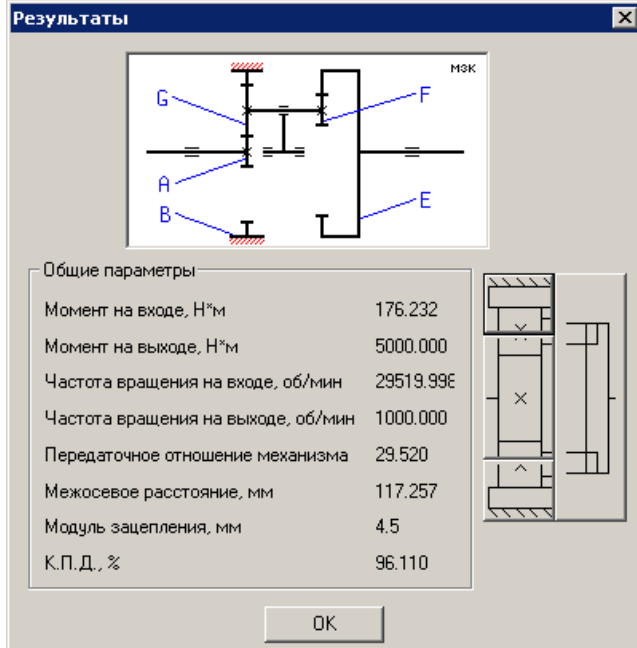 Результаты
МЗК
G
F
A
B
E
Общие параметры
Момент на входе, Н*м 176.232
Момент на выходе, Н*м 5000.000
Частота вращения на входе, об/мин 29519.998
Частота вращения на выходе, об/мин 1000.000
Передаточное отношение механизма 29.520
Межосевое расстояние, мм 117.257
Модуль зацепления, мм 4.5
К.П.Д., % 96.110
OK